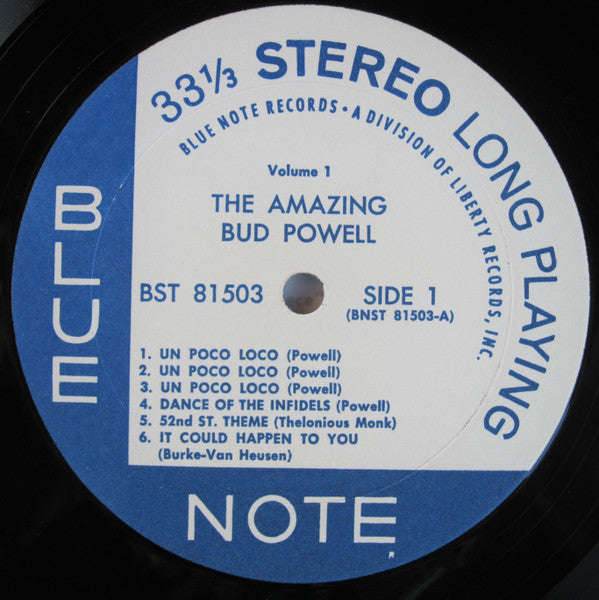 33⅓ STEREO LONG PLAYING
BLUE NOTE RECORDS • A DIVISION OF LIBERTY RECORDS, INC.
Volume 1
THE AMAZING
BUD POWELL
BST 81503
SIDE 1
(BNST 81503-A)
1. UN POCO LOCO (Powell)
2. UN POCO LOCO (Powell)
3. UN POCO LOCO (Powell)
4. DANCE OF THE INFIDELS (Powell)
5. 52nd ST. THEME (Thelonious Monk)
6. IT COULD HAPPEN TO YOU
(Burke-Van Heusen)
BLUE
NOTE
R